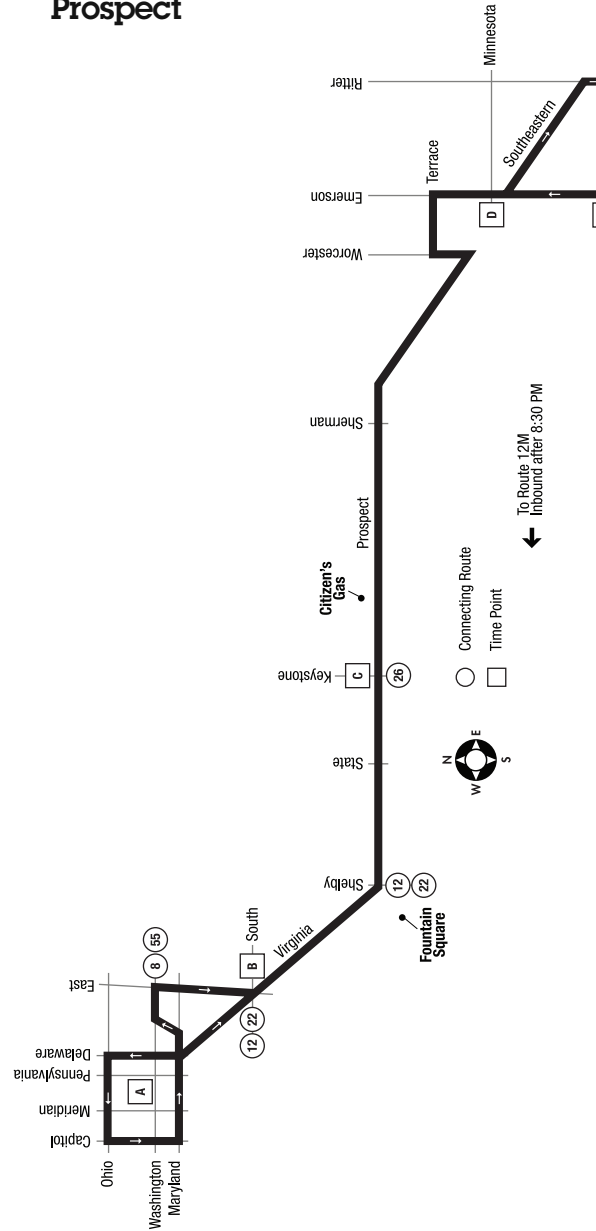 Prospect
Minnesota
Ritter
Southeastern
Terrace
Emerson
D
Worcester
Sherman
To Route 12M
Inbound after 8:30 PM
Prospect
Citizen's
Gas
Connecting Route
Time Point
Keystone
C
26
State
N
E
S
W
Shelby
12
22
Fountain
Square
Virginia
8
55
East
B
South
12
22
Delaware
Pennsylvania
A
Meridian
Capitol
Ohio
Washington
Maryland